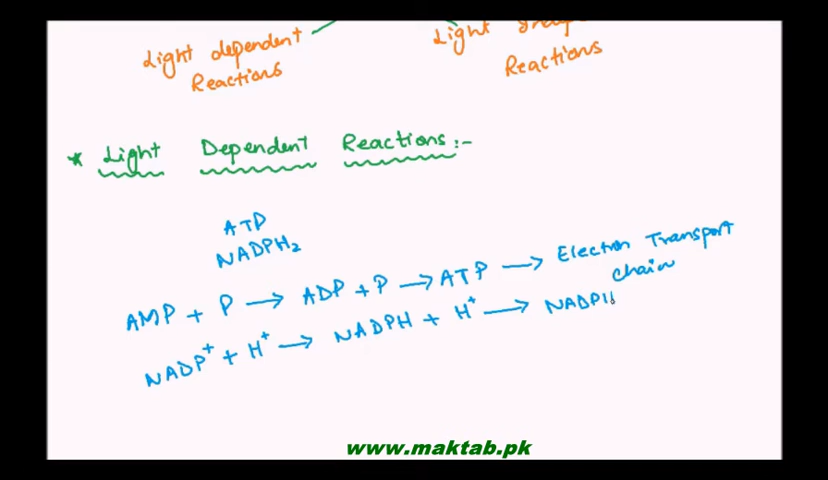 Light dependent
Reactions
Light
Reactions
* Light Dependent Reactions:-
ATP
NADPH₂
AMP + P → ADP + P → ATP → Electron Transport
chain
NADP⁺ + H⁺ → NADPH + H⁺ → NADPH
www.maktab.pk